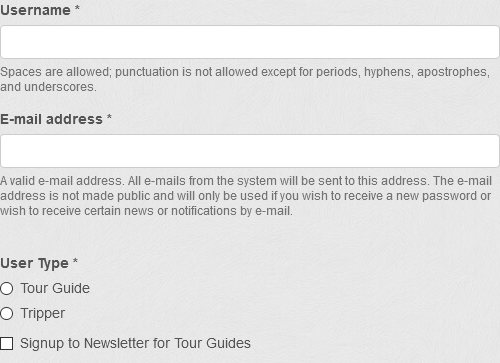 Username *
Spaces are allowed; punctuation is not allowed except for periods, hyphens, apostrophes,
and underscores.
E-mail address *
A valid e-mail address. All e-mails from the system will be sent to this address. The e-mail
address is not made public and will only be used if you wish to receive a new password or
wish to receive certain news or notifications by e-mail.
User Type *
Tour Guide
Tripper
Signup to Newsletter for Tour Guides